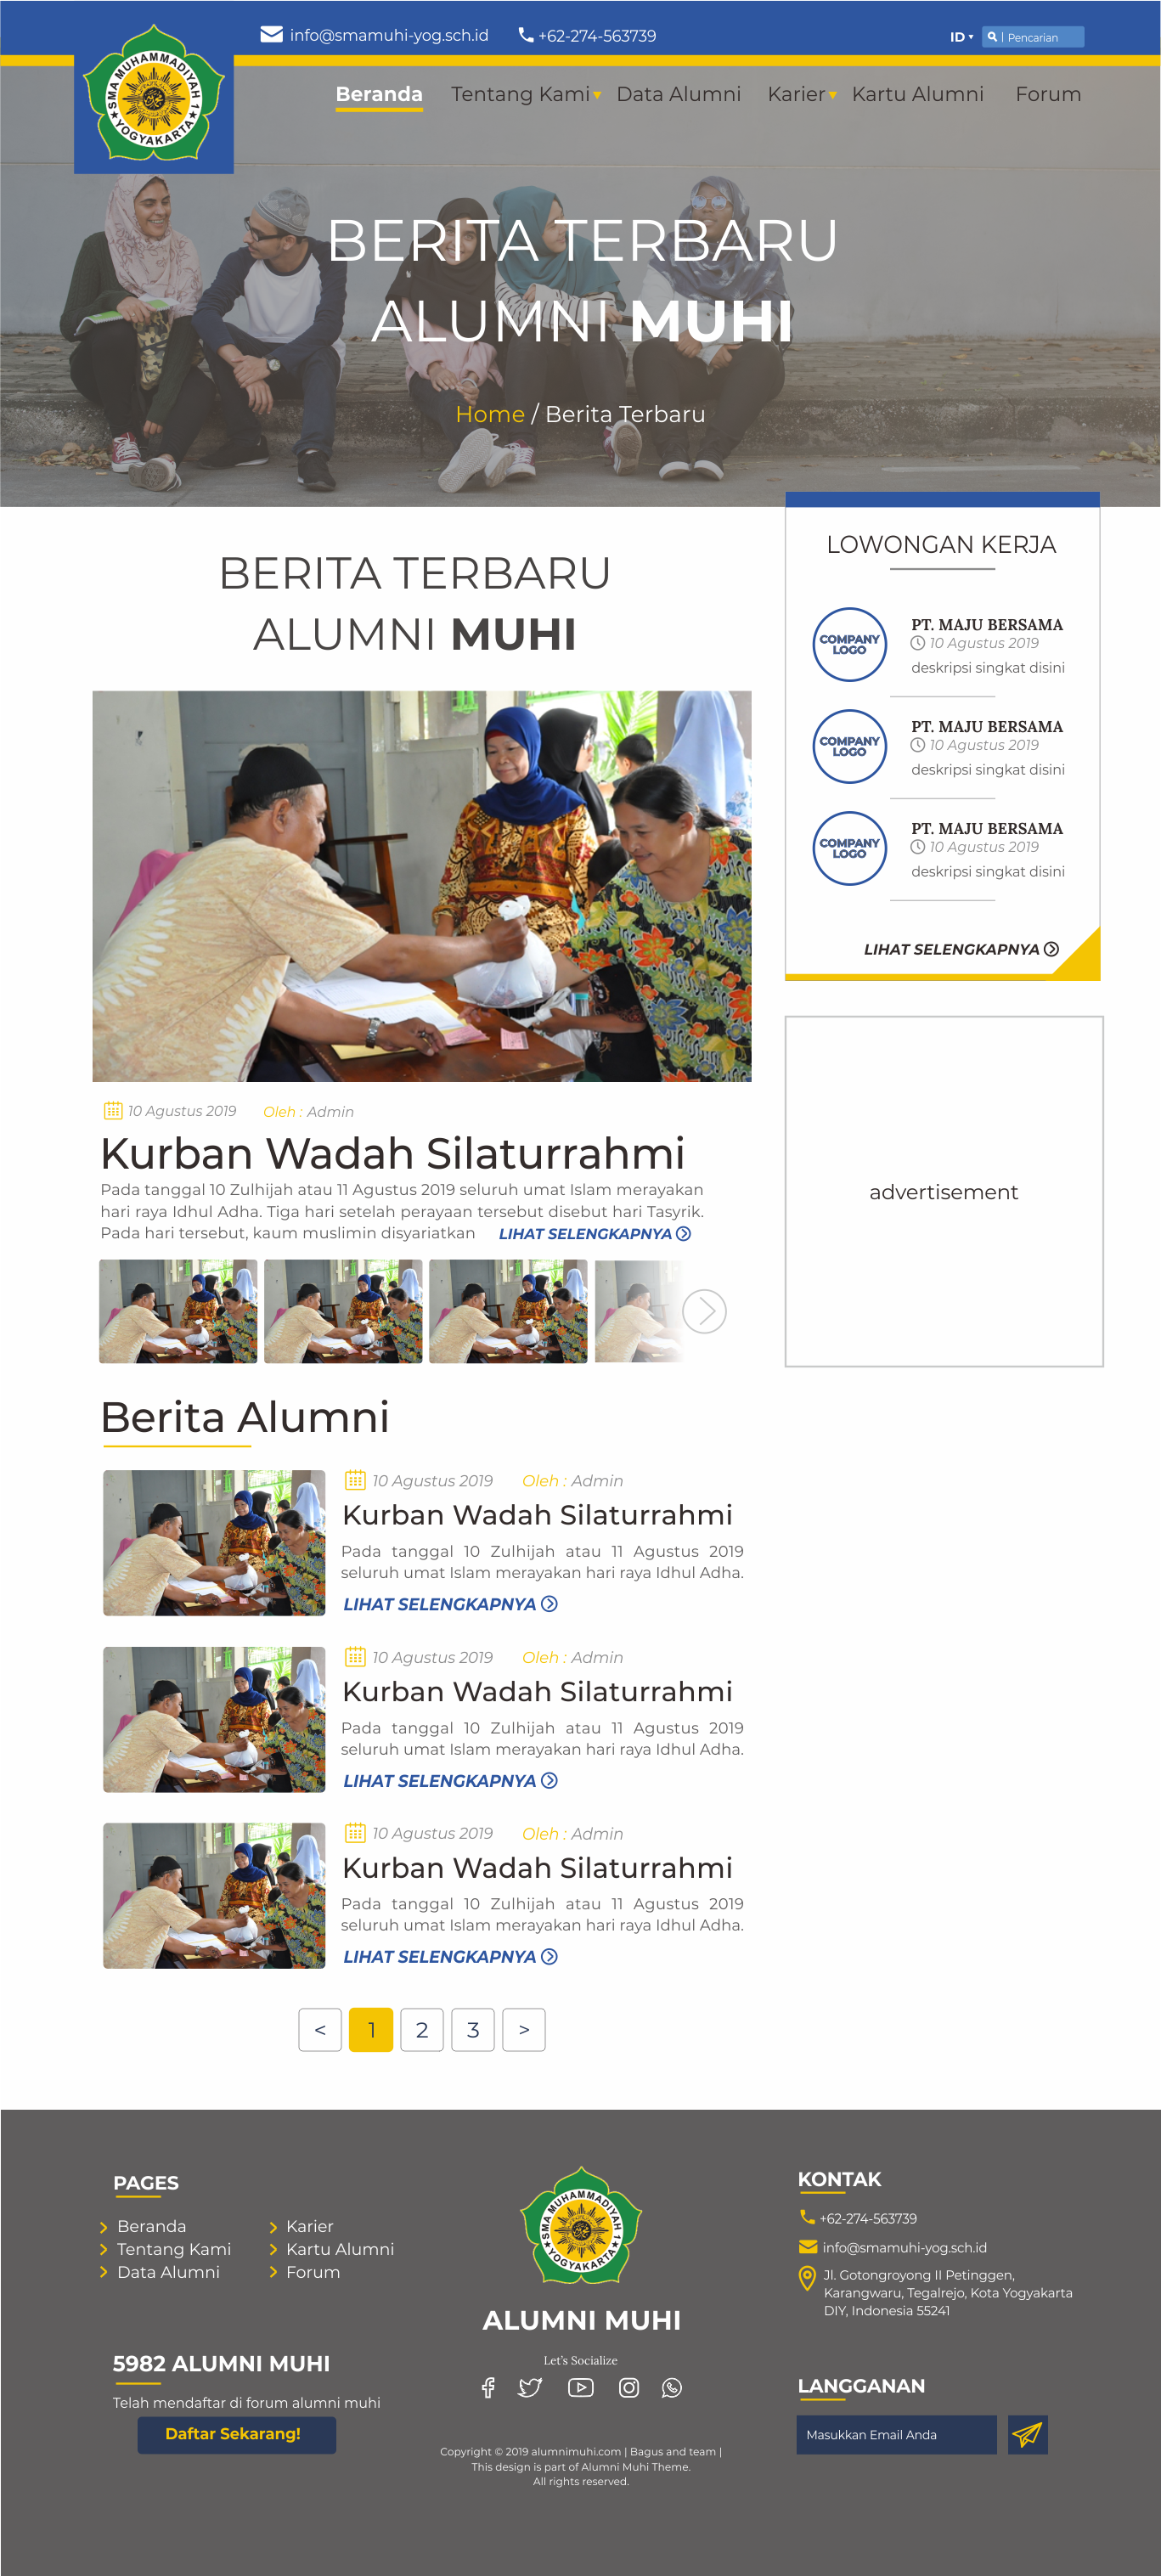 info@smamuhi-yog.sch.id
+62-274-563739
ID
Pencarian
SMA MUHAMMADIYAH 1
YOGYAKARTA
Beranda
Tentang Kami
Data Alumni
Karier
Kartu Alumni
Forum
BERITA TERBARU
ALUMNI MUHI
Home / Berita Terbaru
BERITA TERBARU
ALUMNI MUHI
10 Agustus 2019 Oleh : Admin
Kurban Wadah Silaturrahmi
Pada tanggal 10 Zulhijah atau 11 Agustus 2019 seluruh umat Islam merayakan
hari raya Idhul Adha. Tiga hari setelah perayaan tersebut disebut hari Tasyrik.
Pada hari tersebut, kaum muslimin disyariatkan LIHAT SELENGKAPNYA
LOWONGAN KERJA
COMPANY
LOGO
PT. MAJU BERSAMA
10 Agustus 2019
deskripsi singkat disini
COMPANY
LOGO
PT. MAJU BERSAMA
10 Agustus 2019
deskripsi singkat disini
COMPANY
LOGO
PT. MAJU BERSAMA
10 Agustus 2019
deskripsi singkat disini
LIHAT SELENGKAPNYA
advertisement
Berita Alumni
10 Agustus 2019 Oleh : Admin
Kurban Wadah Silaturrahmi
Pada tanggal 10 Zulhijah atau 11 Agustus 2019
seluruh umat Islam merayakan hari raya Idhul Adha.
LIHAT SELENGKAPNYA
10 Agustus 2019 Oleh : Admin
Kurban Wadah Silaturrahmi
Pada tanggal 10 Zulhijah atau 11 Agustus 2019
seluruh umat Islam merayakan hari raya Idhul Adha.
LIHAT SELENGKAPNYA
10 Agustus 2019 Oleh : Admin
Kurban Wadah Silaturrahmi
Pada tanggal 10 Zulhijah atau 11 Agustus 2019
seluruh umat Islam merayakan hari raya Idhul Adha.
LIHAT SELENGKAPNYA
< 1 2 3 >
PAGES
Beranda
Tentang Kami
Data Alumni
Karier
Kartu Alumni
Forum
5982 ALUMNI MUHI
Telah mendaftar di forum alumni muhi
Daftar Sekarang!
SMA MUHAMMADIYAH 1
YOGYAKARTA
ALUMNI MUHI
Let's Socialize
Copyright © 2019 alumnimuhi.com | Bagus and team |
This design is part of Alumni Muhi Theme.
All rights reserved.
KONTAK
+62-274-563739
info@smamuhi-yog.sch.id
Jl. Gotongroyong II Petinggen,
Karangwaru, Tegalrejo, Kota Yogyakarta
DIY, Indonesia 55241
LANGGANAN
Masukkan Email Anda